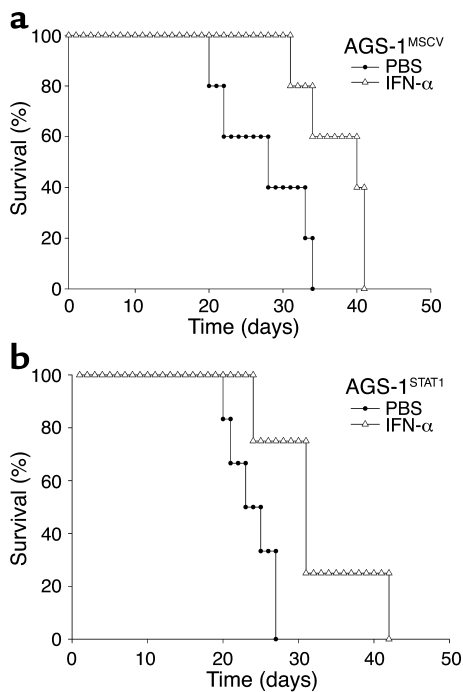 a
AGS-1MSCV
PBS
IFN-α
100
80
60
40
20
0
Survival (%)
0 10 20 30 40 50
Time (days)
b
AGS-1STAT1
PBS
IFN-α
100
80
60
40
20
0
Survival (%)
0 10 20 30 40 50
Time (days)